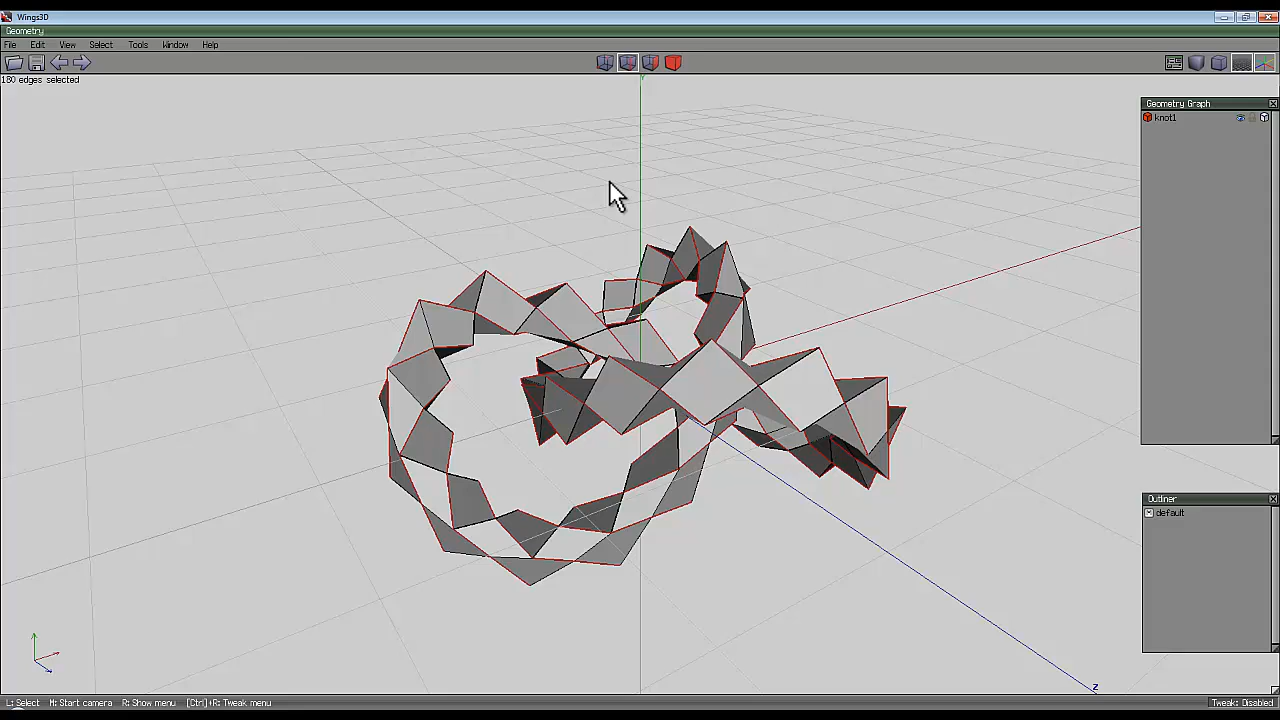 Wings3D
Geometry
File Edit View Select Tools Window Help
180 edges selected
Y
Geometry Graph
knot1
Outliner
default
Z
L: Select M: Start camera R: Show menu [Ctrl]+R: Tweak menu
Tweak: Disabled